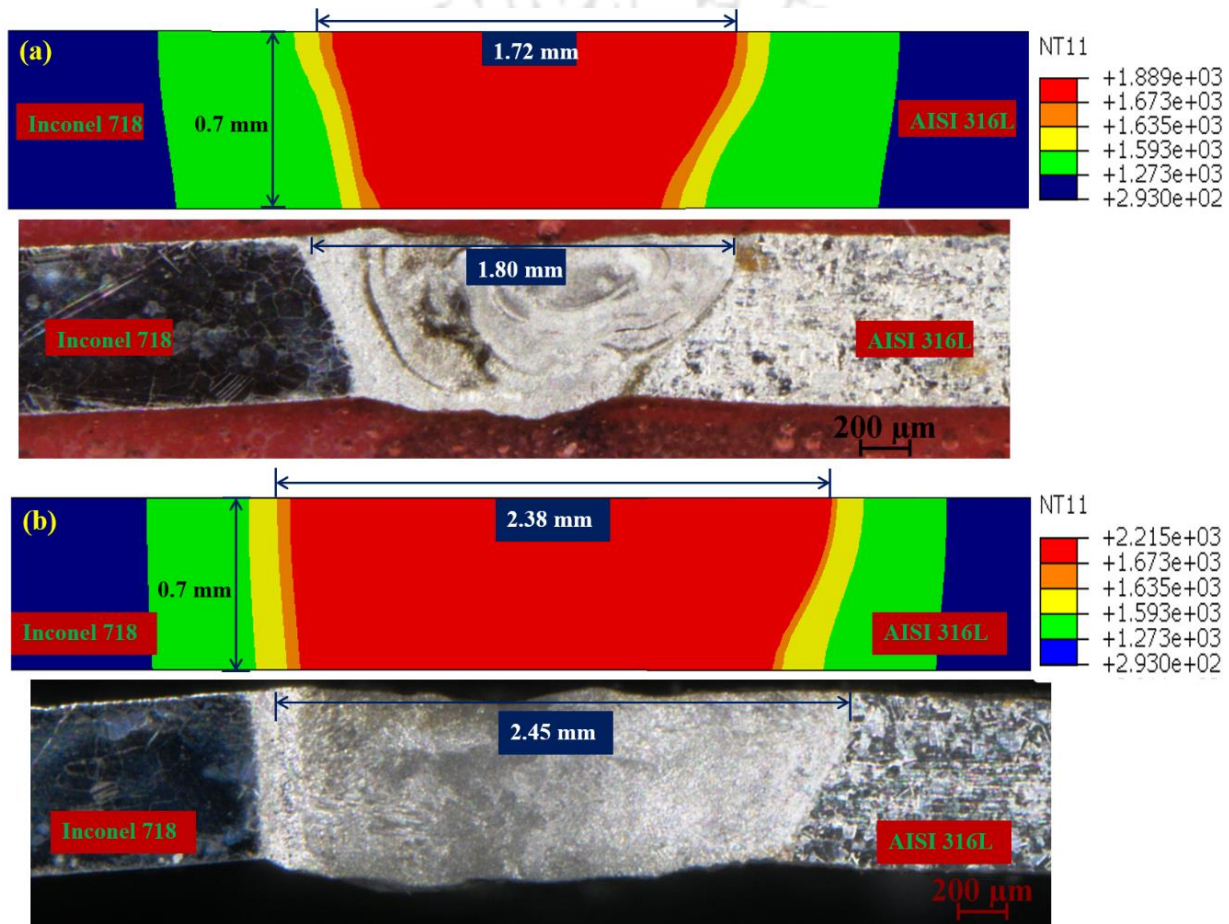 (a)
1.72 mm
NT11
Inconel 718
0.7 mm
AISI 316L
+1.889e+03
+1.673e+03
+1.635e+03
+1.593e+03
+1.273e+03
+2.930e+02
1.80 mm
Inconel 718
AISI 316L
200 μm
(b)
2.38 mm
NT11
0.7 mm
Inconel 718
AISI 316L
+2.215e+03
+1.673e+03
+1.635e+03
+1.593e+03
+1.273e+03
+2.930e+02
2.45 mm
Inconel 718
AISI 316L
200 μm